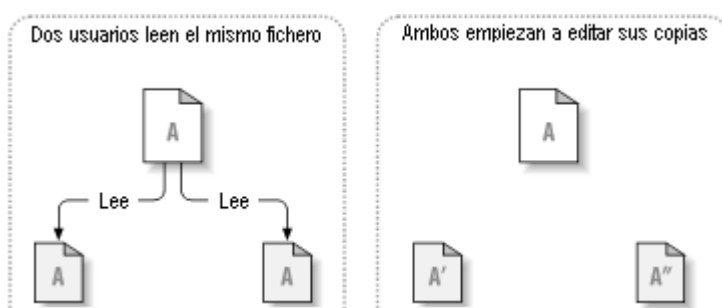 Dos usuarios leen el mismo fichero
A
Lee Lee
A A
Ambos empiezan a editar sus copias
A
A' A"